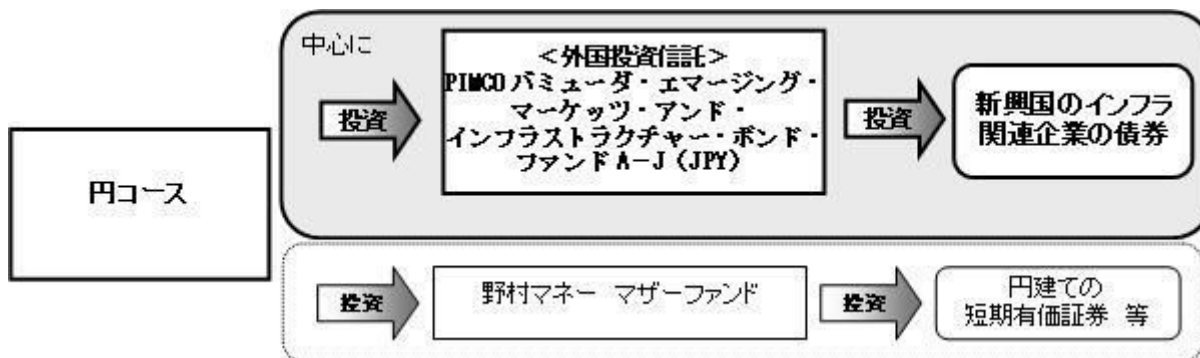 中心に
円コース
投資
＜外国投資信託＞
PIMCO バミューダ・エマージング・
マーケッツ・アンド・
インフラストラクチャー・ボンド・
ファンド A－J（JPY）
投資
新興国のインフラ
関連企業の債券
投資
野村マネー マザーファンド
投資
円建ての
短期有価証券 等